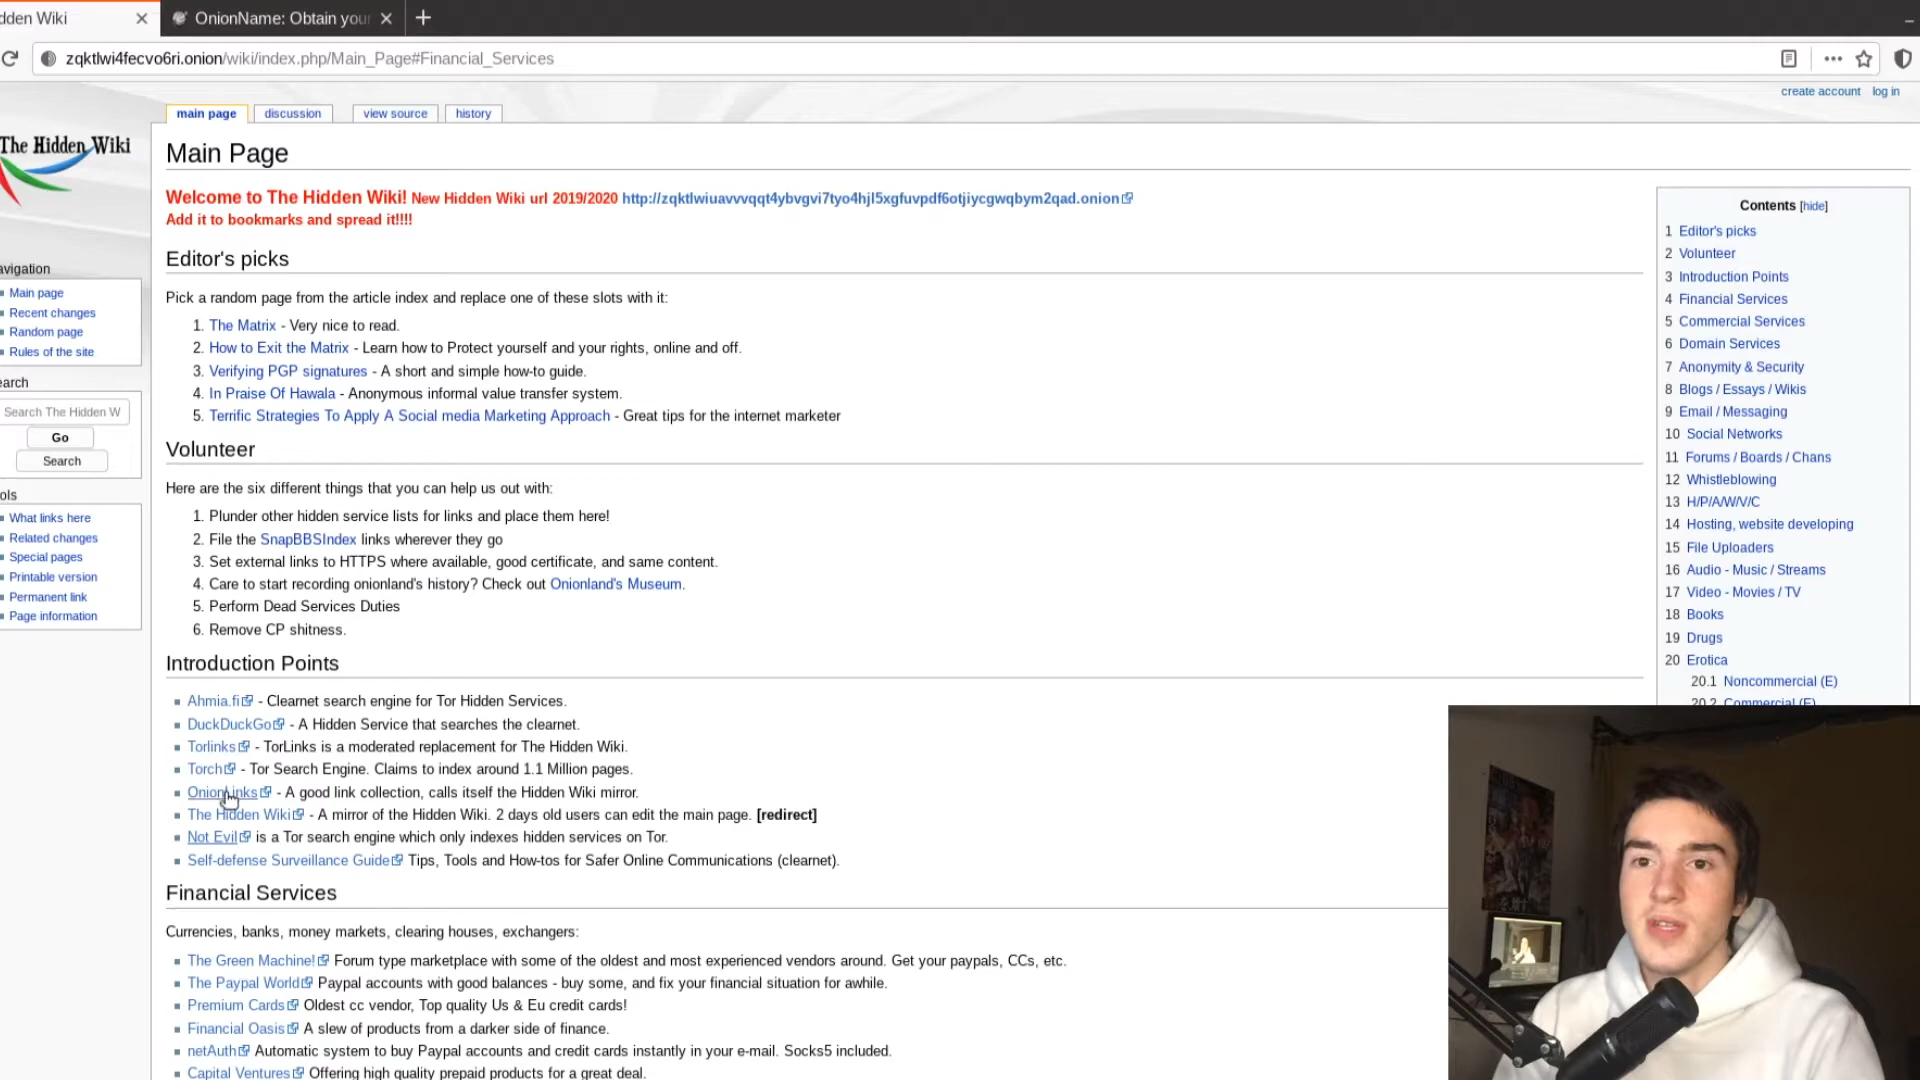 dden Wiki
OnionName: Obtain your
zqktlwi4fecvo6ri.onion/wiki/index.php/Main_Page#Financial_Services
create account log in
main page discussion view source history
The Hidden Wiki
Main Page
Welcome to The Hidden Wiki! New Hidden Wiki url 2019/2020 http://zqktlwiuavvvqqt4ybvgvi7tyo4hjl5xgfuvpdf6otjiycgwqbym2qad.onion
Add it to bookmarks and spread it!!!!
avigation
Main page
Recent changes
Random page
Rules of the site
earch
Search The Hidden W
Go
Search
ols
What links here
Related changes
Special pages
Printable version
Permanent link
Page information
Editor's picks
Pick a random page from the article index and replace one of these slots with it:
1. The Matrix - Very nice to read.
2. How to Exit the Matrix - Learn how to Protect yourself and your rights, online and off.
3. Verifying PGP signatures - A short and simple how-to guide.
4. In Praise Of Hawala - Anonymous informal value transfer system.
5. Terrific Strategies To Apply A Social media Marketing Approach - Great tips for the internet marketer
Volunteer
Here are the six different things that you can help us out with:
1. Plunder other hidden service lists for links and place them here!
2. File the SnapBBSIndex links wherever they go
3. Set external links to HTTPS where available, good certificate, and same content.
4. Care to start recording onionland's history? Check out Onionland's Museum.
5. Perform Dead Services Duties
6. Remove CP shitness.
Introduction Points
Ahmia.fi - Clearnet search engine for Tor Hidden Services.
DuckDuckGo - A Hidden Service that searches the clearnet.
Torlinks - TorLinks is a moderated replacement for The Hidden Wiki.
Torch - Tor Search Engine. Claims to index around 1.1 Million pages.
OnionLinks - A good link collection, calls itself the Hidden Wiki mirror.
The Hidden Wiki - A mirror of the Hidden Wiki. 2 days old users can edit the main page. [redirect]
Not Evil is a Tor search engine which only indexes hidden services on Tor.
Self-defense Surveillance Guide Tips, Tools and How-tos for Safer Online Communications (clearnet).
Financial Services
Currencies, banks, money markets, clearing houses, exchangers:
The Green Machine! Forum type marketplace with some of the oldest and most experienced vendors around. Get your paypals, CCs, etc.
The Paypal World Paypal accounts with good balances - buy some, and fix your financial situation for awhile.
Premium Cards Oldest cc vendor, Top quality Us & Eu credit cards!
Financial Oasis A slew of products from a darker side of finance.
netAuth Automatic system to buy Paypal accounts and credit cards instantly in your e-mail. Socks5 included.
Capital Ventures Offering high quality prepaid products for a great deal.
Contents [hide]
1 Editor's picks
2 Volunteer
3 Introduction Points
4 Financial Services
5 Commercial Services
6 Domain Services
7 Anonymity & Security
8 Blogs / Essays / Wikis
9 Email / Messaging
10 Social Networks
11 Forums / Boards / Chans
12 Whistleblowing
13 H/P/A/W/V/C
14 Hosting, website developing
15 File Uploaders
16 Audio - Music / Streams
17 Video - Movies / TV
18 Books
19 Drugs
20 Erotica
20.1 Noncommercial (E)
20.2 Commercial (E)